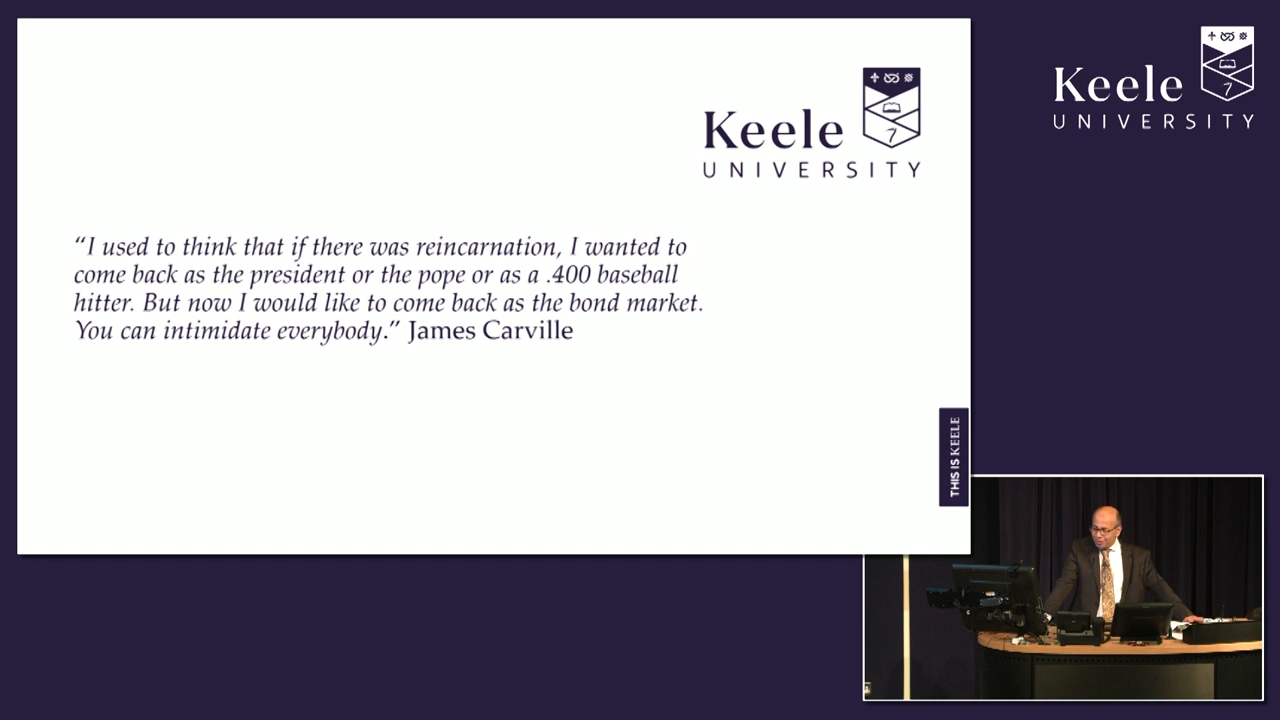 Keele
UNIVERSITY
“I used to think that if there was reincarnation, I wanted to
come back as the president or the pope or as a .400 baseball
hitter. But now I would like to come back as the bond market.
You can intimidate everybody.” James Carville
THIS IS KEELE
Keele
UNIVERSITY